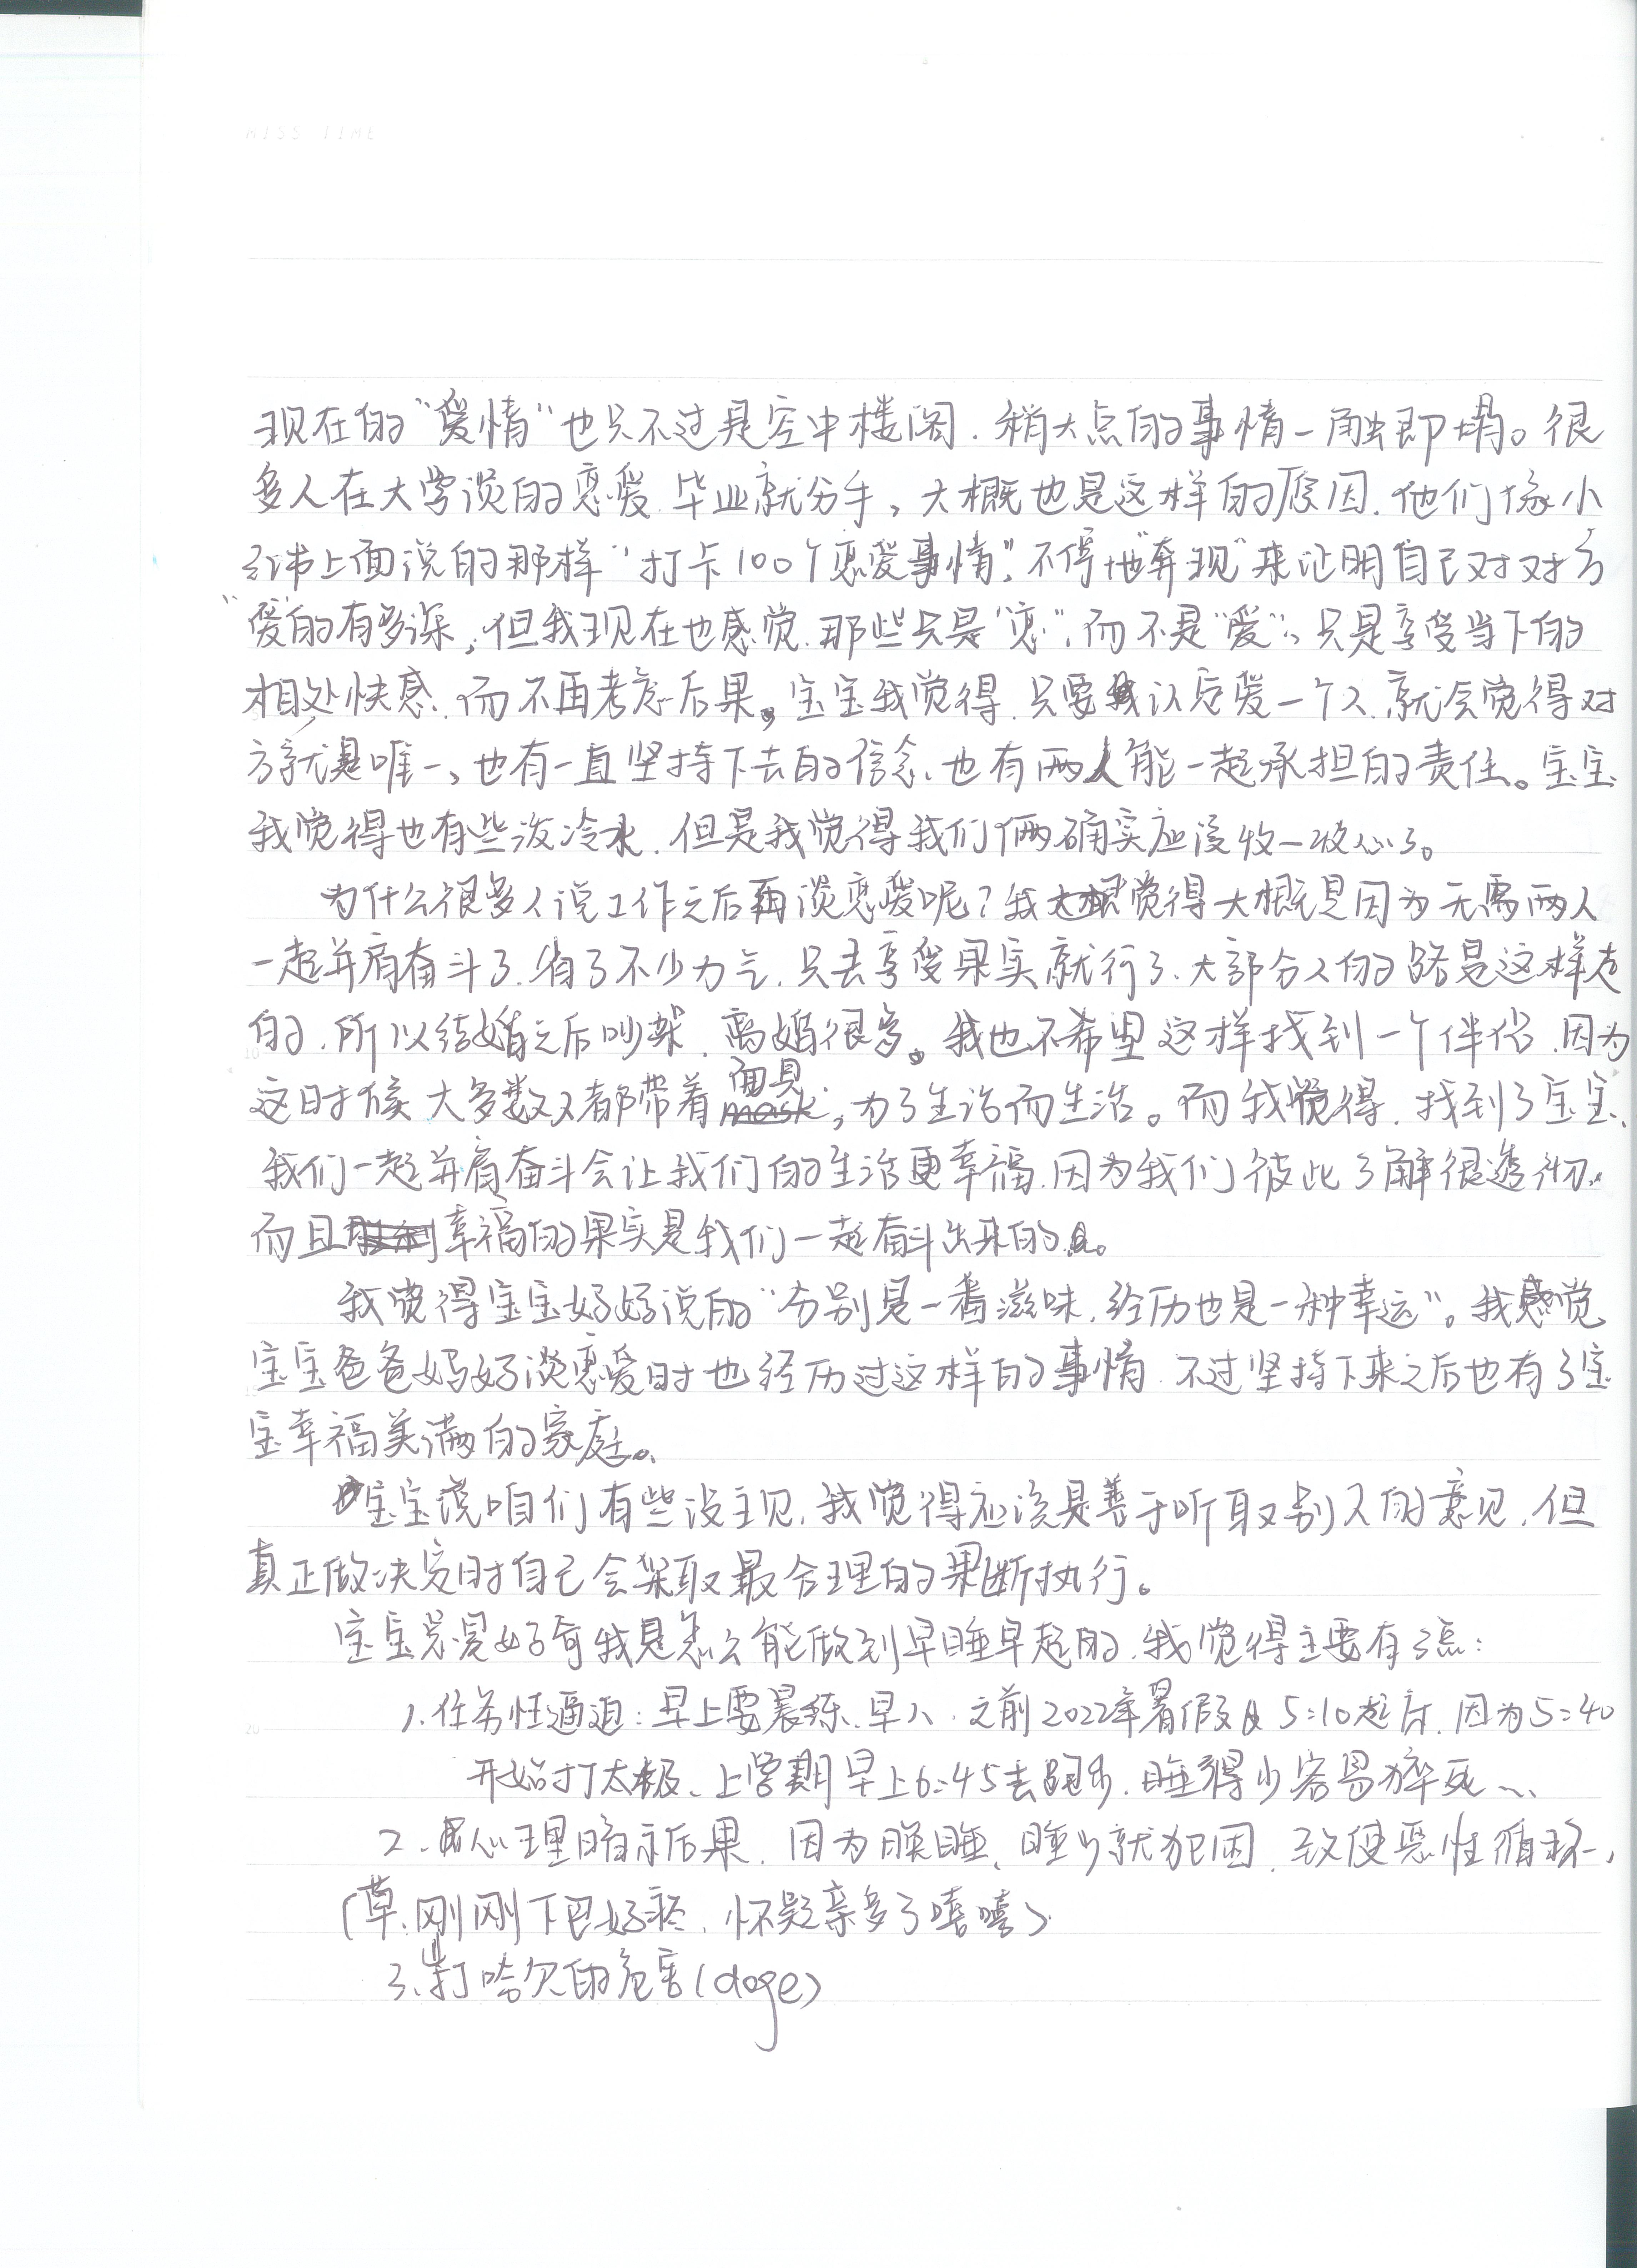 MISS TIME
现在的“爱情”也只不过是空中楼阁，稍大点的事情一触即塌。很
多人在大学谈的恋爱，毕业就分手，大概也是这样的原因，他们像小
红书上面说的那样“打卡100个恋爱事情”，不停地“奔现”来证明自己对对方
“爱”的有多深，但我现在也感觉，那些只是“恋”，而不是“爱”，只是享受当下的
相处快感，而不再考虑后果。宝宝我觉得，只要我认定爱一个人，就会觉得对
方就是唯一，也有一直坚持下去的信念，也有两人能一起承担的责任。宝宝
我觉得也有些泼冷水，但是我觉得我们俩确实应该收一收心了。
为什么很多人说工作之后再谈恋爱呢？我觉得大概是因为无需两人
一起并肩奋斗了，省了不少力气，只去享受果实就行了，大部分人的路是这样走
的，所以结婚之后吵架、离婚很多。我也不希望这样找到一个伴侣，因为
这时候大多数人都带着面具，为了生活而生活。而我觉得，找到了宝宝，
我们一起并肩奋斗会让我们的生活更幸福，因为我们彼此了解很透彻，
而且幸福的果实是我们一起奋斗出来的。
我觉得宝宝妈妈说的“分别是一番滋味，经历也是一种幸运”。我感觉
宝宝爸爸妈妈谈恋爱时也经历过这样的事情，不过坚持下来之后也有了宝
宝幸福美满的家庭。
宝宝说咱们有些没主见，我觉得应该是善于听取别人的意见，但
真正做决定时自己会采取最合理的果断执行。
宝宝总是好奇我是怎么能做到早睡早起的，我觉得主要有3点：
1、任务性逼迫：早上要晨练、早八，之前2022年暑假5:10起床，因为5:40
开始打太极、上学期早上6:45去跑步，睡得少容易猝死~、
2、心理暗示后果，因为晚睡、睡少就犯困，致使恶性循环，
（草，刚刚下巴好疼，怀疑亲多了嘻嘻）
3、打哈欠的危害（doge）
10
20